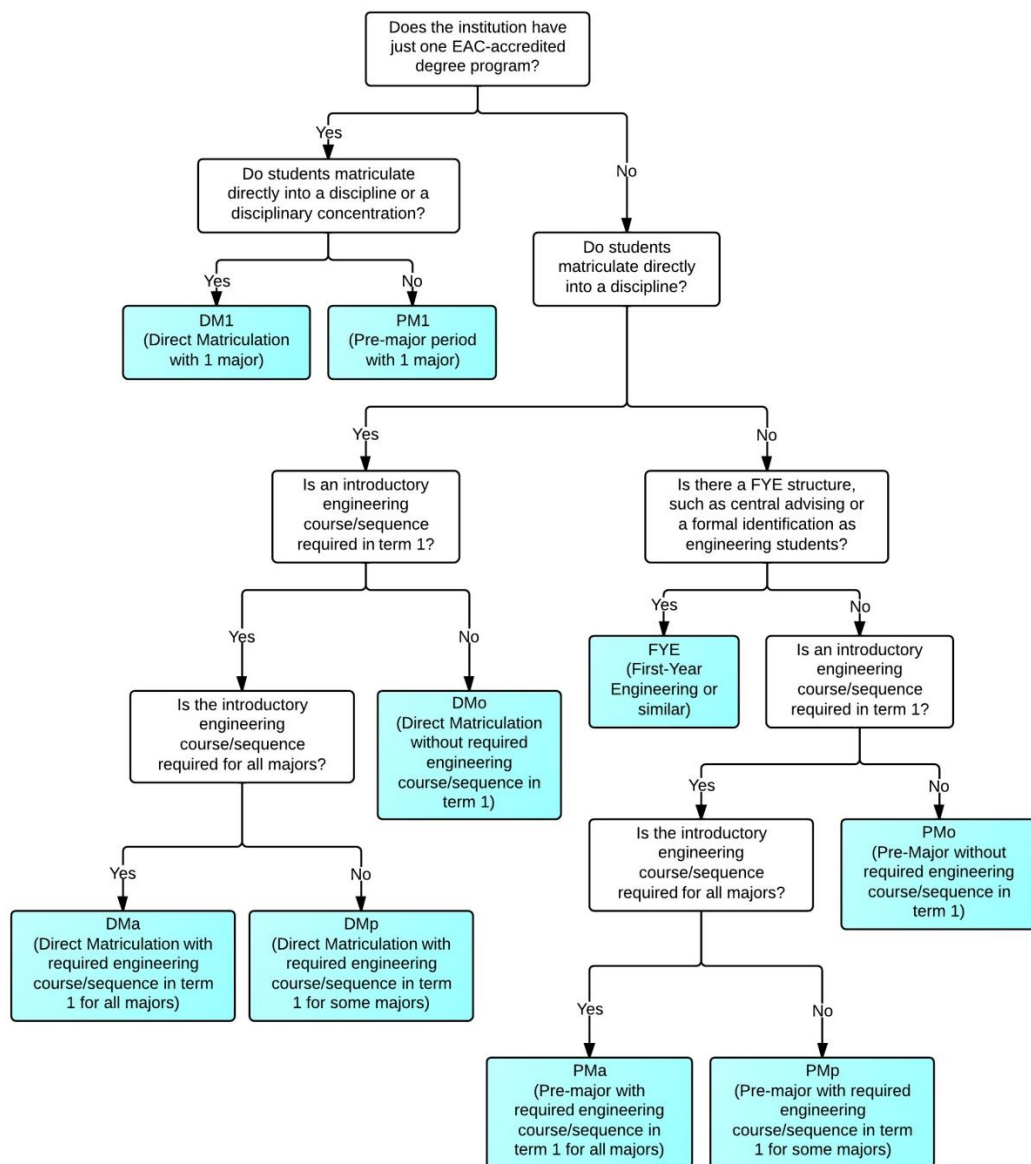 Does the institution have
just one EAC-accredited
degree program?
Yes
No
Do students matriculate
directly into a discipline or a
disciplinary concentration?
Do students
matriculate directly
into a discipline?
Yes
No
DM1
(Direct Matriculation
with 1 major)
PM1
(Pre-major period
with 1 major)
Yes
No
Is an introductory
engineering
course/sequence
required in term 1?
Is there a FYE structure,
such as central advising or
a formal identification as
engineering students?
Yes
No
Yes
No
Is the introductory
engineering
course/sequence
required for all majors?
DMo
(Direct Matriculation
without required
engineering
course/sequence in
term 1)
FYE
(First-Year
Engineering or
similar)
Is an introductory
engineering
course/sequence
required in term 1?
Yes
No
Yes
No
DMa
(Direct Matriculation with
required engineering
course/sequence in term
1 for all majors)
DMp
(Direct Matriculation with
required engineering
course/sequence in term
1 for some majors)
Is the introductory
engineering
course/sequence
required for all majors?
PMo
(Pre-Major without
required engineering
course/sequence in
term 1)
Yes
No
PMa
(Pre-major with
required engineering
course/sequence in
term 1 for all majors)
PMp
(Pre-major with required
engineering
course/sequence in term
1 for some majors)